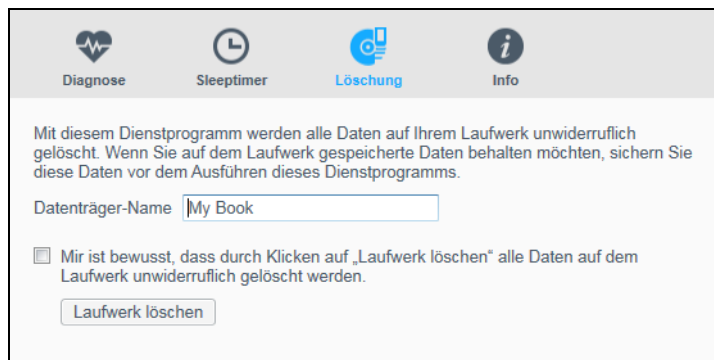 Diagnose Sleeptimer Löschung Info
Mit diesem Dienstprogramm werden alle Daten auf Ihrem Laufwerk unwiderruflich
gelöscht. Wenn Sie auf dem Laufwerk gespeicherte Daten behalten möchten, sichern Sie
diese Daten vor dem Ausführen dieses Dienstprogramms.
Datenträger-Name My Book
Mir ist bewusst, dass durch Klicken auf „Laufwerk löschen“ alle Daten auf dem
Laufwerk unwiderruflich gelöscht werden.
Laufwerk löschen